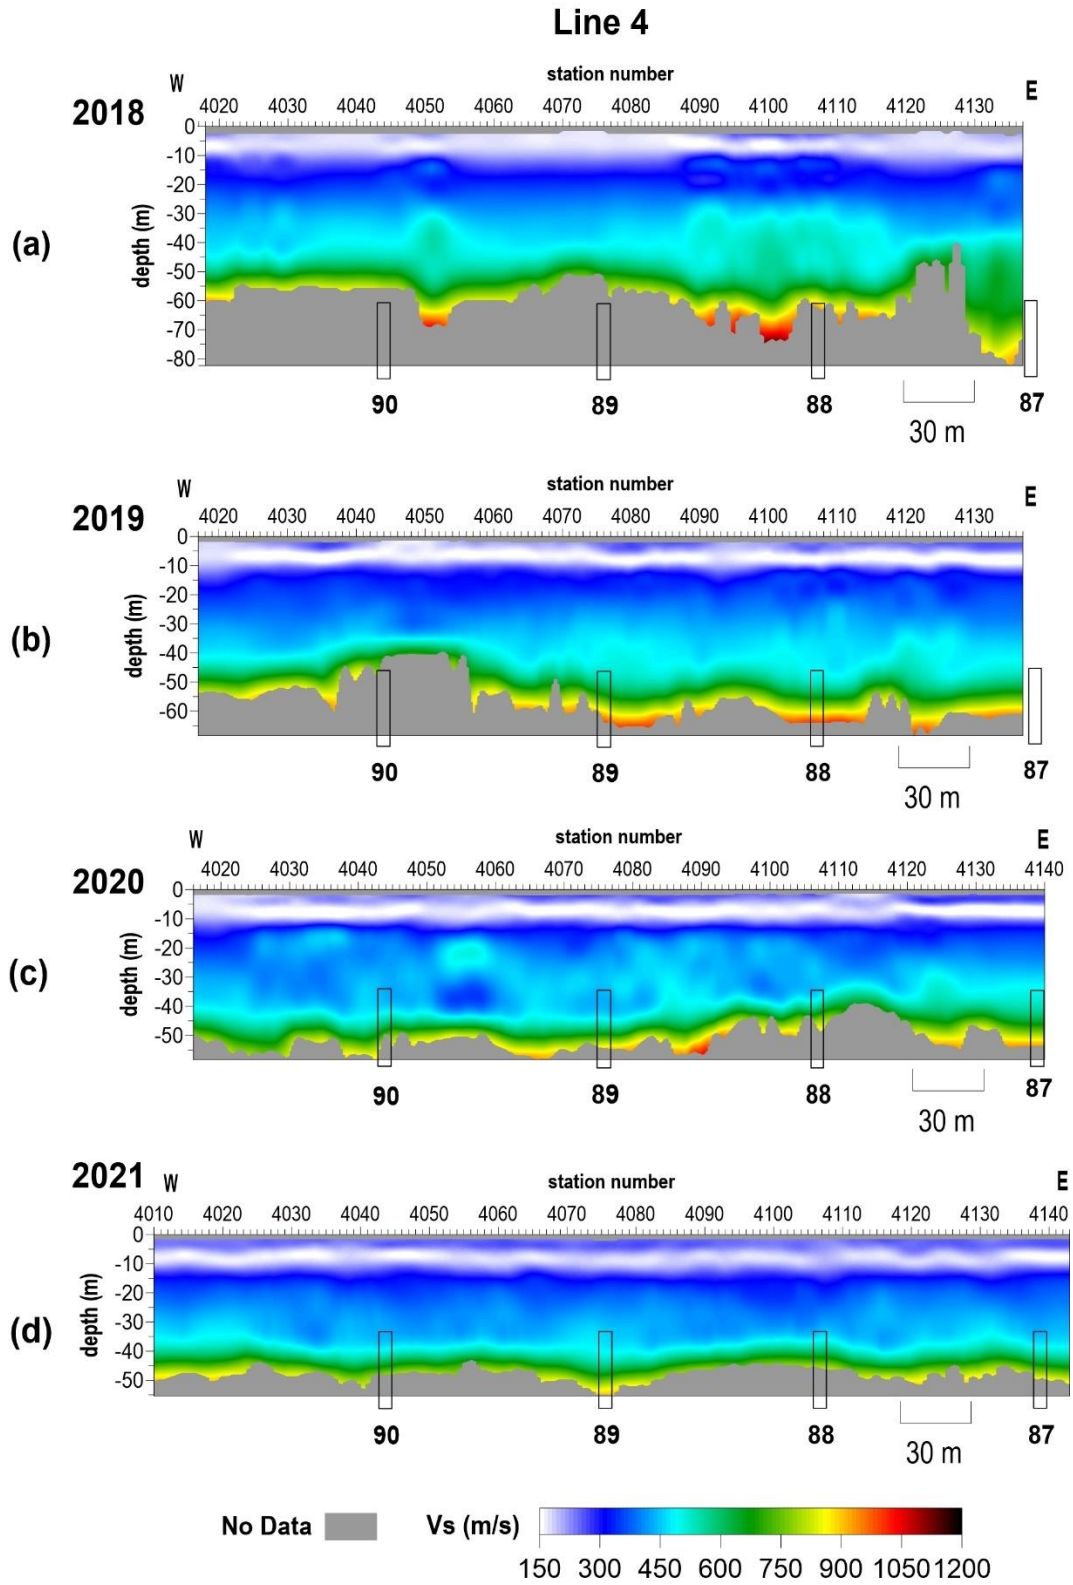 Line 4
2018
W
station number
E
4020 4030 4040 4050 4060 4070 4080 4090 4100 4110 4120 4130
(a)
depth (m)
0
-10
-20
-30
-40
-50
-60
-70
-80
90 89 88 87
30 m
2019
W
station number
E
4020 4030 4040 4050 4060 4070 4080 4090 4100 4110 4120 4130
(b)
depth (m)
0
-10
-20
-30
-40
-50
-60
90 89 88 87
30 m
2020
W
station number
E
4020 4030 4040 4050 4060 4070 4080 4090 4100 4110 4120 4130 4140
(c)
depth (m)
0
-10
-20
-30
-40
-50
90 89 88 87
30 m
2021
W
station number
E
4010 4020 4030 4040 4050 4060 4070 4080 4090 4100 4110 4120 4130 4140
(d)
depth (m)
0
-10
-20
-30
-40
-50
90 89 88 87
30 m
No Data
Vs (m/s)
150 300 450 600 750 900 1050 1200